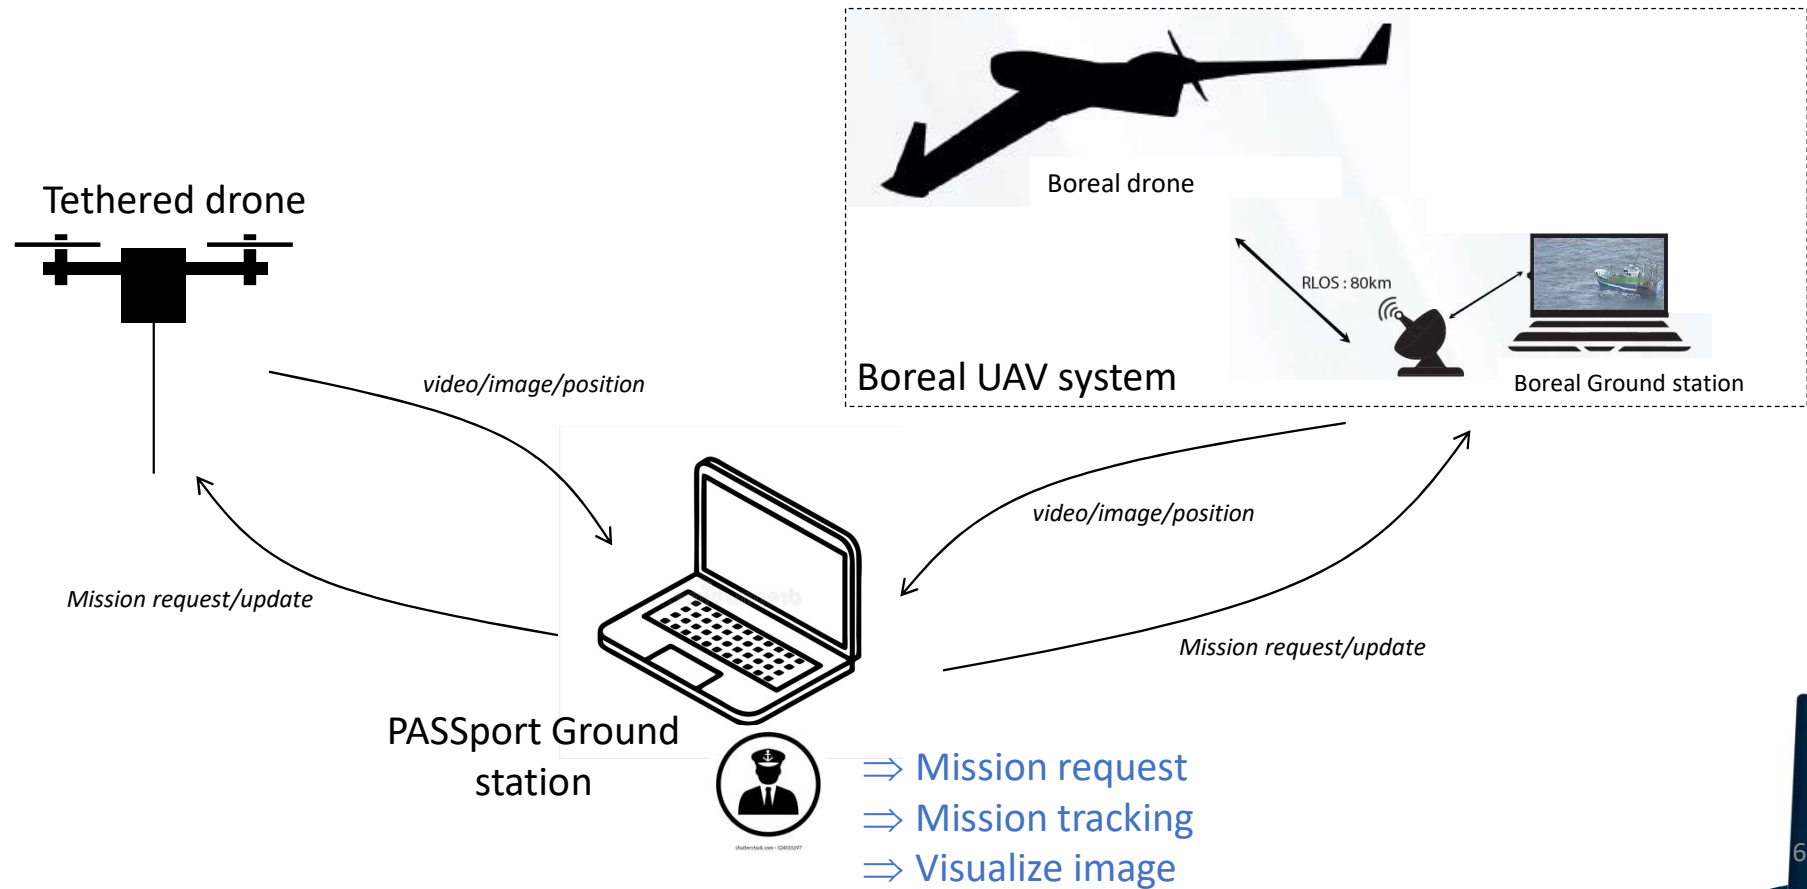 Tethered drone
Boreal drone
RLOS : 80km
Boreal UAV system
Boreal Ground station
video/image/position
video/image/position
Mission request/update
Mission request/update
PASSport Ground
station
⇒ Mission request
⇒ Mission tracking
⇒ Visualize image
6